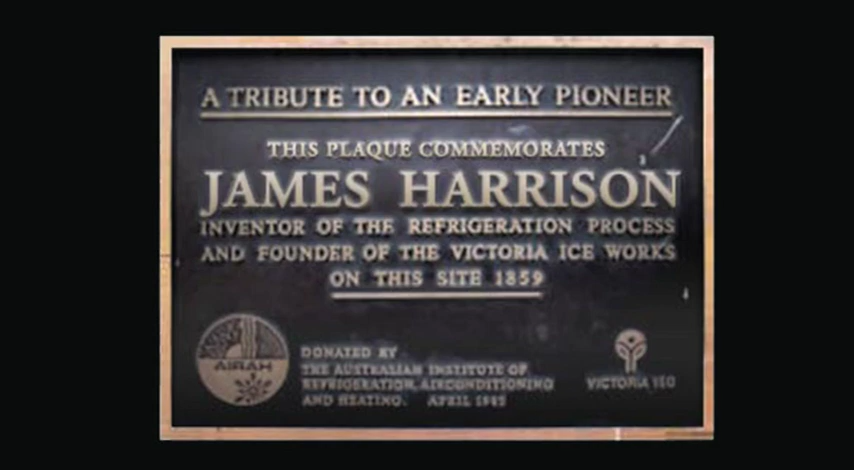 A TRIBUTE TO AN EARLY PIONEER
THIS PLAQUE COMMEMORATES
JAMES HARRISON
INVENTOR OF THE REFRIGERATION PROCESS
AND FOUNDER OF THE VICTORIA ICE WORKS
ON THIS SITE 1859
AIRAH
DONATED BY
THE AUSTRALIAN INSTITUTE OF
REFRIGERATION, AIRCONDITIONING
AND HEATING. APRIL 1985
VICTORIA 150